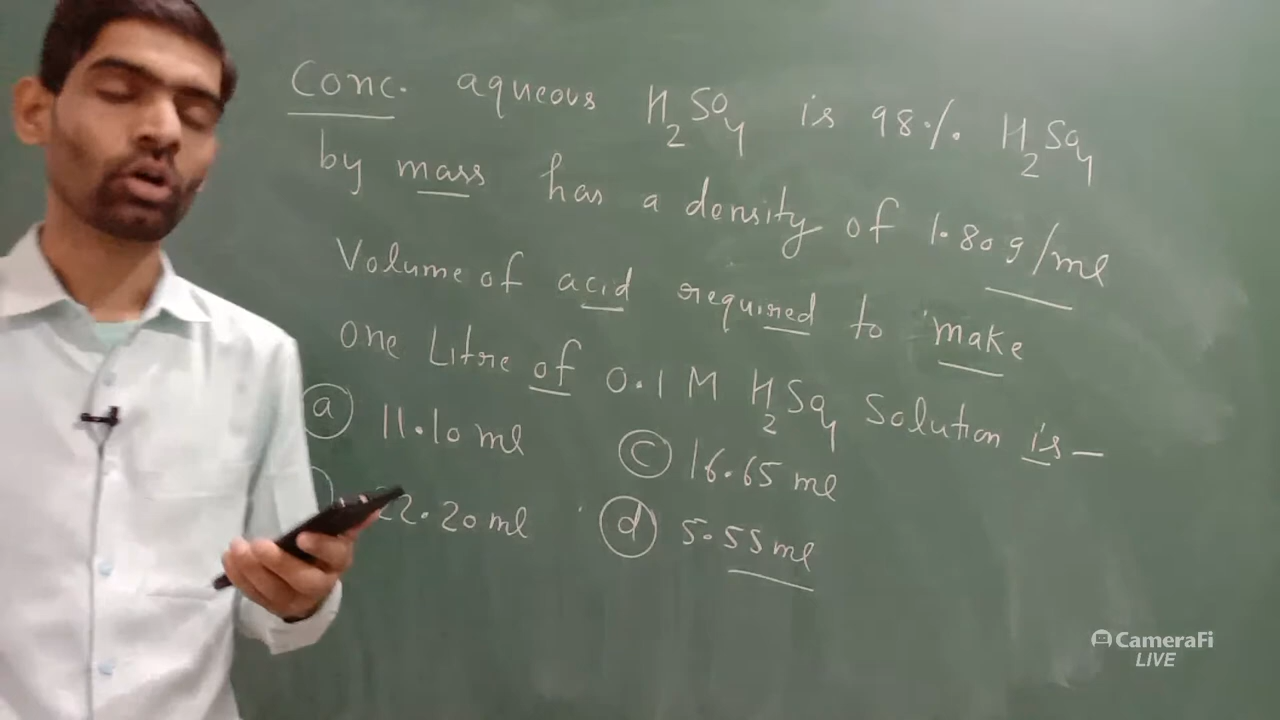 Conc. aqueous H2SO4 is 98% H2SO4
by mass has a density of 1.80 g/ml
Volume of acid required to make
one Litre of 0.1 M H2SO4 Solution is —
(a) 11.10 ml
(c) 16.65 ml
22.20 ml
(d) 5.55 ml
CameraFi
LIVE